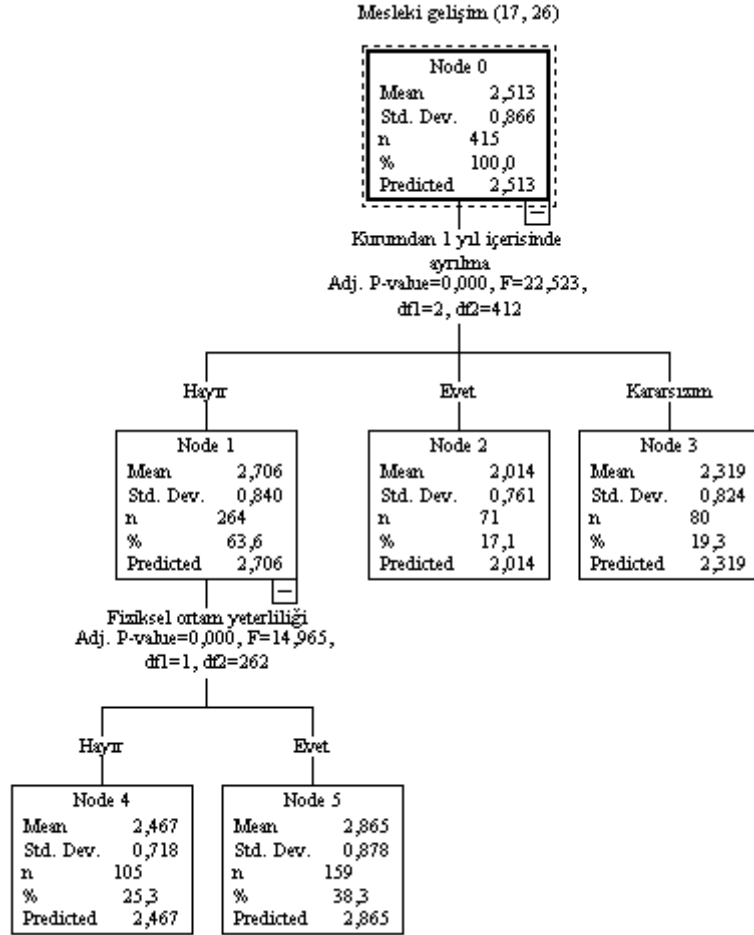 Mesleki gelişim (17, 26)
Node 0
Mean 2,513
Std. Dev. 0,866
n 415
% 100,0
Predicted 2,513
Kurumdan 1 yıl içerisinde
ayrılma
Adj. P-value=0,000, F=22,523,
df1=2, df2=412
Hayır
Evet
Kararsızım
Node 1
Mean 2,706
Std. Dev. 0,840
n 264
% 63,6
Predicted 2,706
Node 2
Mean 2,014
Std. Dev. 0,761
n 71
% 17,1
Predicted 2,014
Node 3
Mean 2,319
Std. Dev. 0,824
n 80
% 19,3
Predicted 2,319
Fiziksel ortam yeterliliği
Adj. P-value=0,000, F=14,965,
df1=1, df2=262
Hayır
Evet
Node 4
Mean 2,467
Std. Dev. 0,718
n 105
% 25,3
Predicted 2,467
Node 5
Mean 2,865
Std. Dev. 0,878
n 159
% 38,3
Predicted 2,865